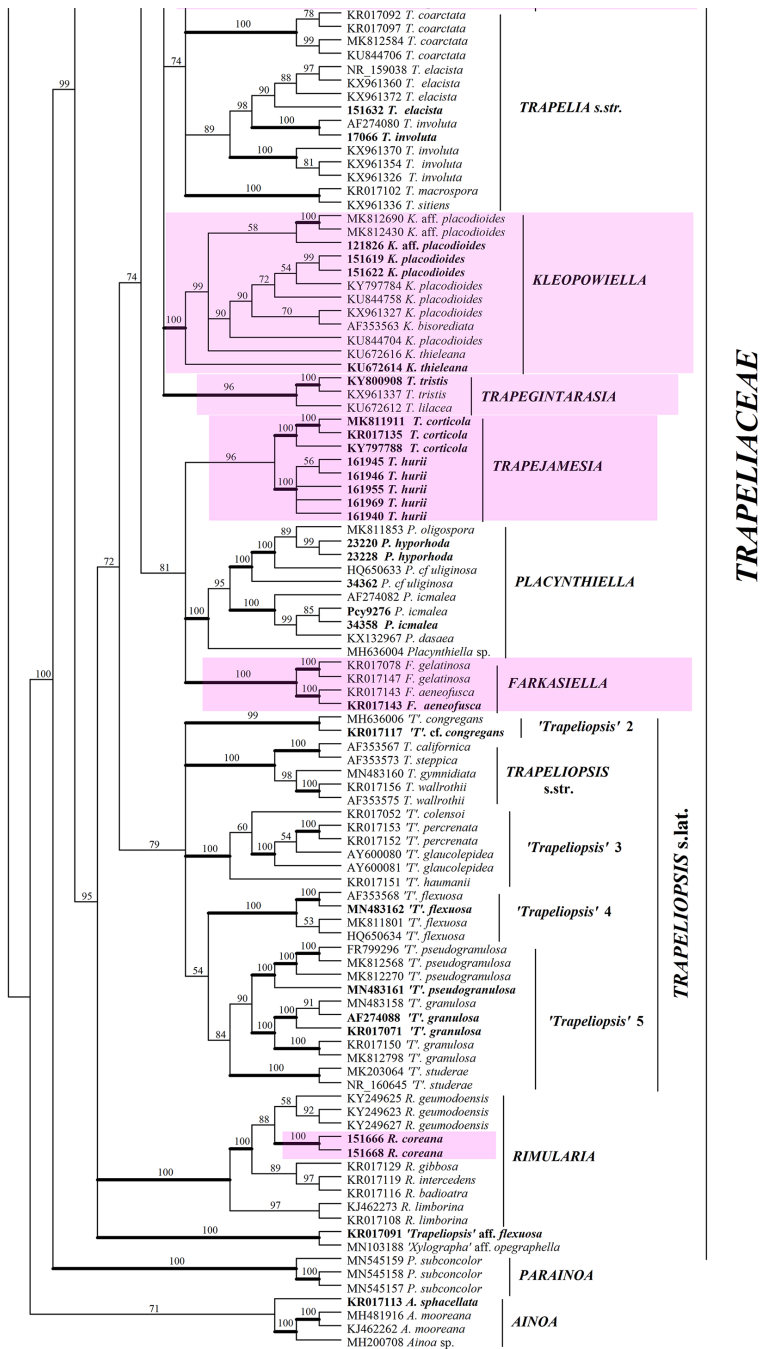 78
KR017092 T. coarctata
100
KR017097 T. coarctata
99
MK812584 T. coarctata
KU844706 T. coarctata
74
97
NR_159038 T. elacista
88
KX961360 T. elacista
90
KX961372 T. elacista
98
151632 T. elacista
TRAPELIA s.str.
99
89
100
AF274080 T. involuta
17066 T. involuta
100
KX961370 T. involuta
81
KX961354 T. involuta
KX961326 T. involuta
100
KR017102 T. macrospora
KX961336 T. sitiens
100
MK812690 K. aff. placodioides
58
MK812430 K. aff. placodioides
121826 K. aff. placodioides
99
151619 K. placodioides
54
151622 K. placodioides
72
KY797784 K. placodioides
KLEOPOWIELLA
74
99
90
KU844758 K. placodioides
90
70
KX961327 K. placodioides
100
AF353563 K. bisorediata
KU844704 K. placodioides
KU672616 K. thieleana
KU672614 K. thieleana
96
100
KY800908 T. tristis
KX961337 T. tristis
TRAPEGINTARASIA
KU672612 T. lilacea
100
MK811911 T. corticola
100
KR017135 T. corticola
KY797788 T. corticola
96
56
161945 T. hurii
TRAPEJAMESIA
161946 T. hurii
100
161955 T. hurii
161969 T. hurii
161940 T. hurii
TRAPELIACEAE
89
MK811853 P. oligospora
99
23220 P. hyporhoda
100
23228 P. hyporhoda
72
81
100
HQ650633 P. cf uliginosa
95
34362 P. cf uliginosa
PLACYNTHIELLA
100
AF274082 P. icmalea
85
Pcy9276 P. icmalea
100
99
34358 P. icmalea
KX132967 P. dasaea
MH636004 Placynthiella sp.
100
KR017078 F. gelatinosa
100
KR017147 F. gelatinosa
FARKASIELLA
100
KR017143 F. aeneofusca
KR017143 F. aeneofusca
99
MH636006 'T'. congregans
'Trapeliopsis' 2
KR017117 'T'. cf. congregans
100
AF353567 T. californica
100
AF353573 T. steppica
TRAPELIOPSIS
s.str.
98
MN483160 T. gymnidiata
100
KR017156 T. wallrothii
AF353575 T. wallrothii
60
KR017052 'T'. colensoi
100
KR017153 'T'. percrenata
79
100
54
KR017152 'T'. percrenata
'Trapeliopsis' 3
100
AY600080 'T'. glaucolepidea
AY600081 'T'. glaucolepidea
KR017151 'T'. haumanii
TRAPELIOPSIS s.lat.
95
100
100
AF353568 'T'. flexuosa
MN483162 'T'. flexuosa
'Trapeliopsis' 4
53
MK811801 'T'. flexuosa
HQ650634 'T'. flexuosa
54
100
FR799296 'T'. pseudogranulosa
100
MK812568 'T'. pseudogranulosa
MK812270 'T'. pseudogranulosa
90
MN483161 'T'. pseudogranulosa
91
MN483158 'T'. granulosa
100
AF274088 'T'. granulosa
'Trapeliopsis' 5
84
100
KR017071 'T'. granulosa
100
KR017150 'T'. granulosa
MK812798 'T'. granulosa
100
MK203064 'T'. studerae
NR_160645 'T'. studerae
58
KY249625 R. geumodoensis
88
92
KY249623 R. geumodoensis
KY249627 R. geumodoensis
100
100
151666 R. coreana
151668 R. coreana
RIMULARIA
100
89
KR017129 R. gibbosa
97
KR017119 R. intercedens
KR017116 R. badioatra
97
KJ462273 R. limborina
KR017108 R. limborina
100
KR017091 'Trapeliopsis' aff. flexuosa
MN103188 'Xylographa' aff. opegraphella
100
MN545159 P. subconcolor
100
MN545158 P. subconcolor
PARAINOA
MN545157 P. subconcolor
71
KR017113 A. sphacellata
100
MH481916 A. mooreana
AINOA
100
KJ462262 A. mooreana
MH200708 Ainoa sp.